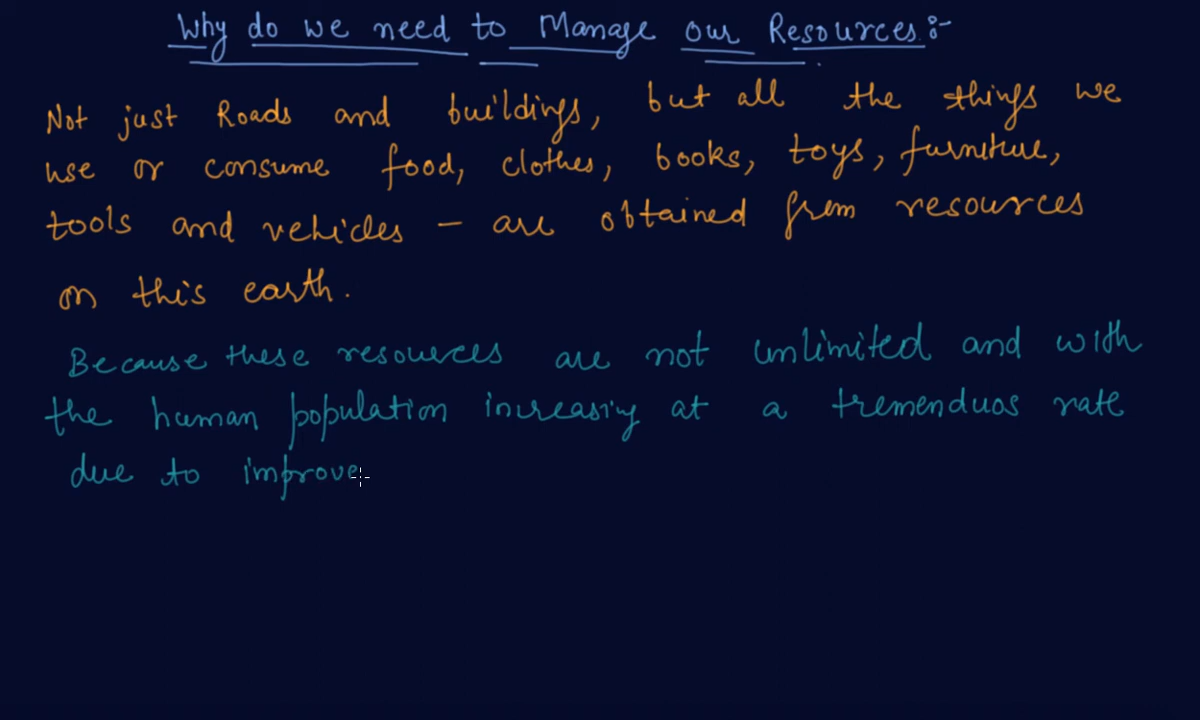 Why do we need to Manage our Resources :-
Not just Roads and buildings, but all the things we
use or consume food, clothes, books, toys, furniture,
tools and vehicles - are obtained from resources
on this earth.
Because these resources are not unlimited and with
the human population increasing at a tremenduos rate
due to improve